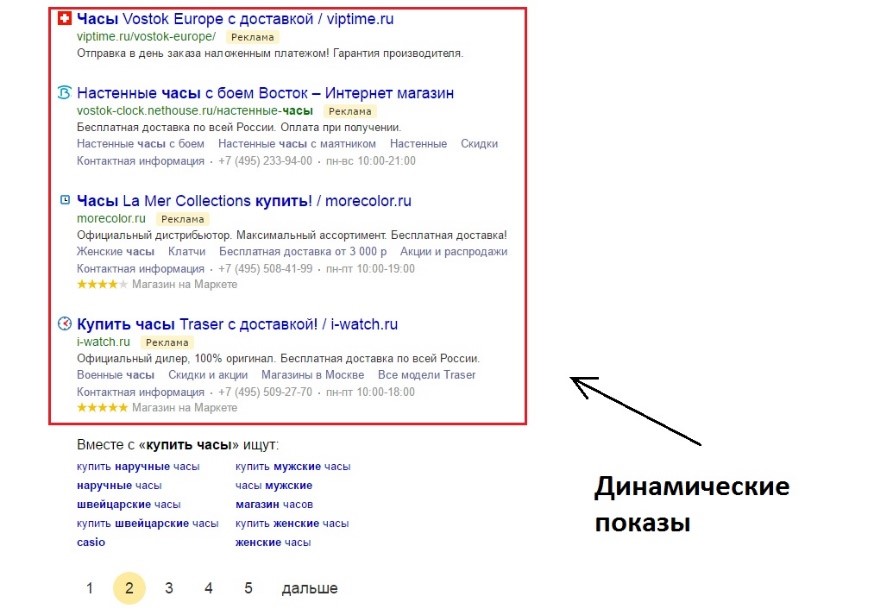 Часы Vostok Europe с доставкой / viptime.ru
viptime.ru/vostok-europe/ Реклама
Отправка в день заказа наложенным платежом! Гарантия производителя.
Настенные часы с боем Восток – Интернет магазин
vostok-clock.nethouse.ru/настенные-часы Реклама
Бесплатная доставка по всей России. Оплата при получении.
Настенные часы с боем Настенные часы с маятником Настенные Скидки
Контактная информация · +7 (495) 233-94-00 · пн-вс 10:00-21:00
Часы La Mer Collections купить! / morecolor.ru
morecolor.ru Реклама
Официальный дистрибьютор. Максимальный ассортимент. Бесплатная доставка!
Женские часы Клатчи Бесплатная доставка от 3 000 р Акции и распродажи
Контактная информация · +7 (495) 508-41-99 · пн-пт 10:00-19:00
Магазин на Маркете
Купить часы Traser с доставкой! / i-watch.ru
i-watch.ru Реклама
Официальный дилер, 100% оригинал. Бесплатная доставка по всей России.
Военные часы Скидки и акции Магазины в Москве Все модели Traser
Контактная информация · +7 (495) 509-27-70 · пн-пт 10:00-18:00
Магазин на Маркете
Динамические
показы
Вместе с «купить часы» ищут:
купить наручные часы купить мужские часы
наручные часы часы мужские
швейцарские часы магазин часов
купить швейцарские часы купить женские часы
casio женские часы
1 2 3 4 5 дальше